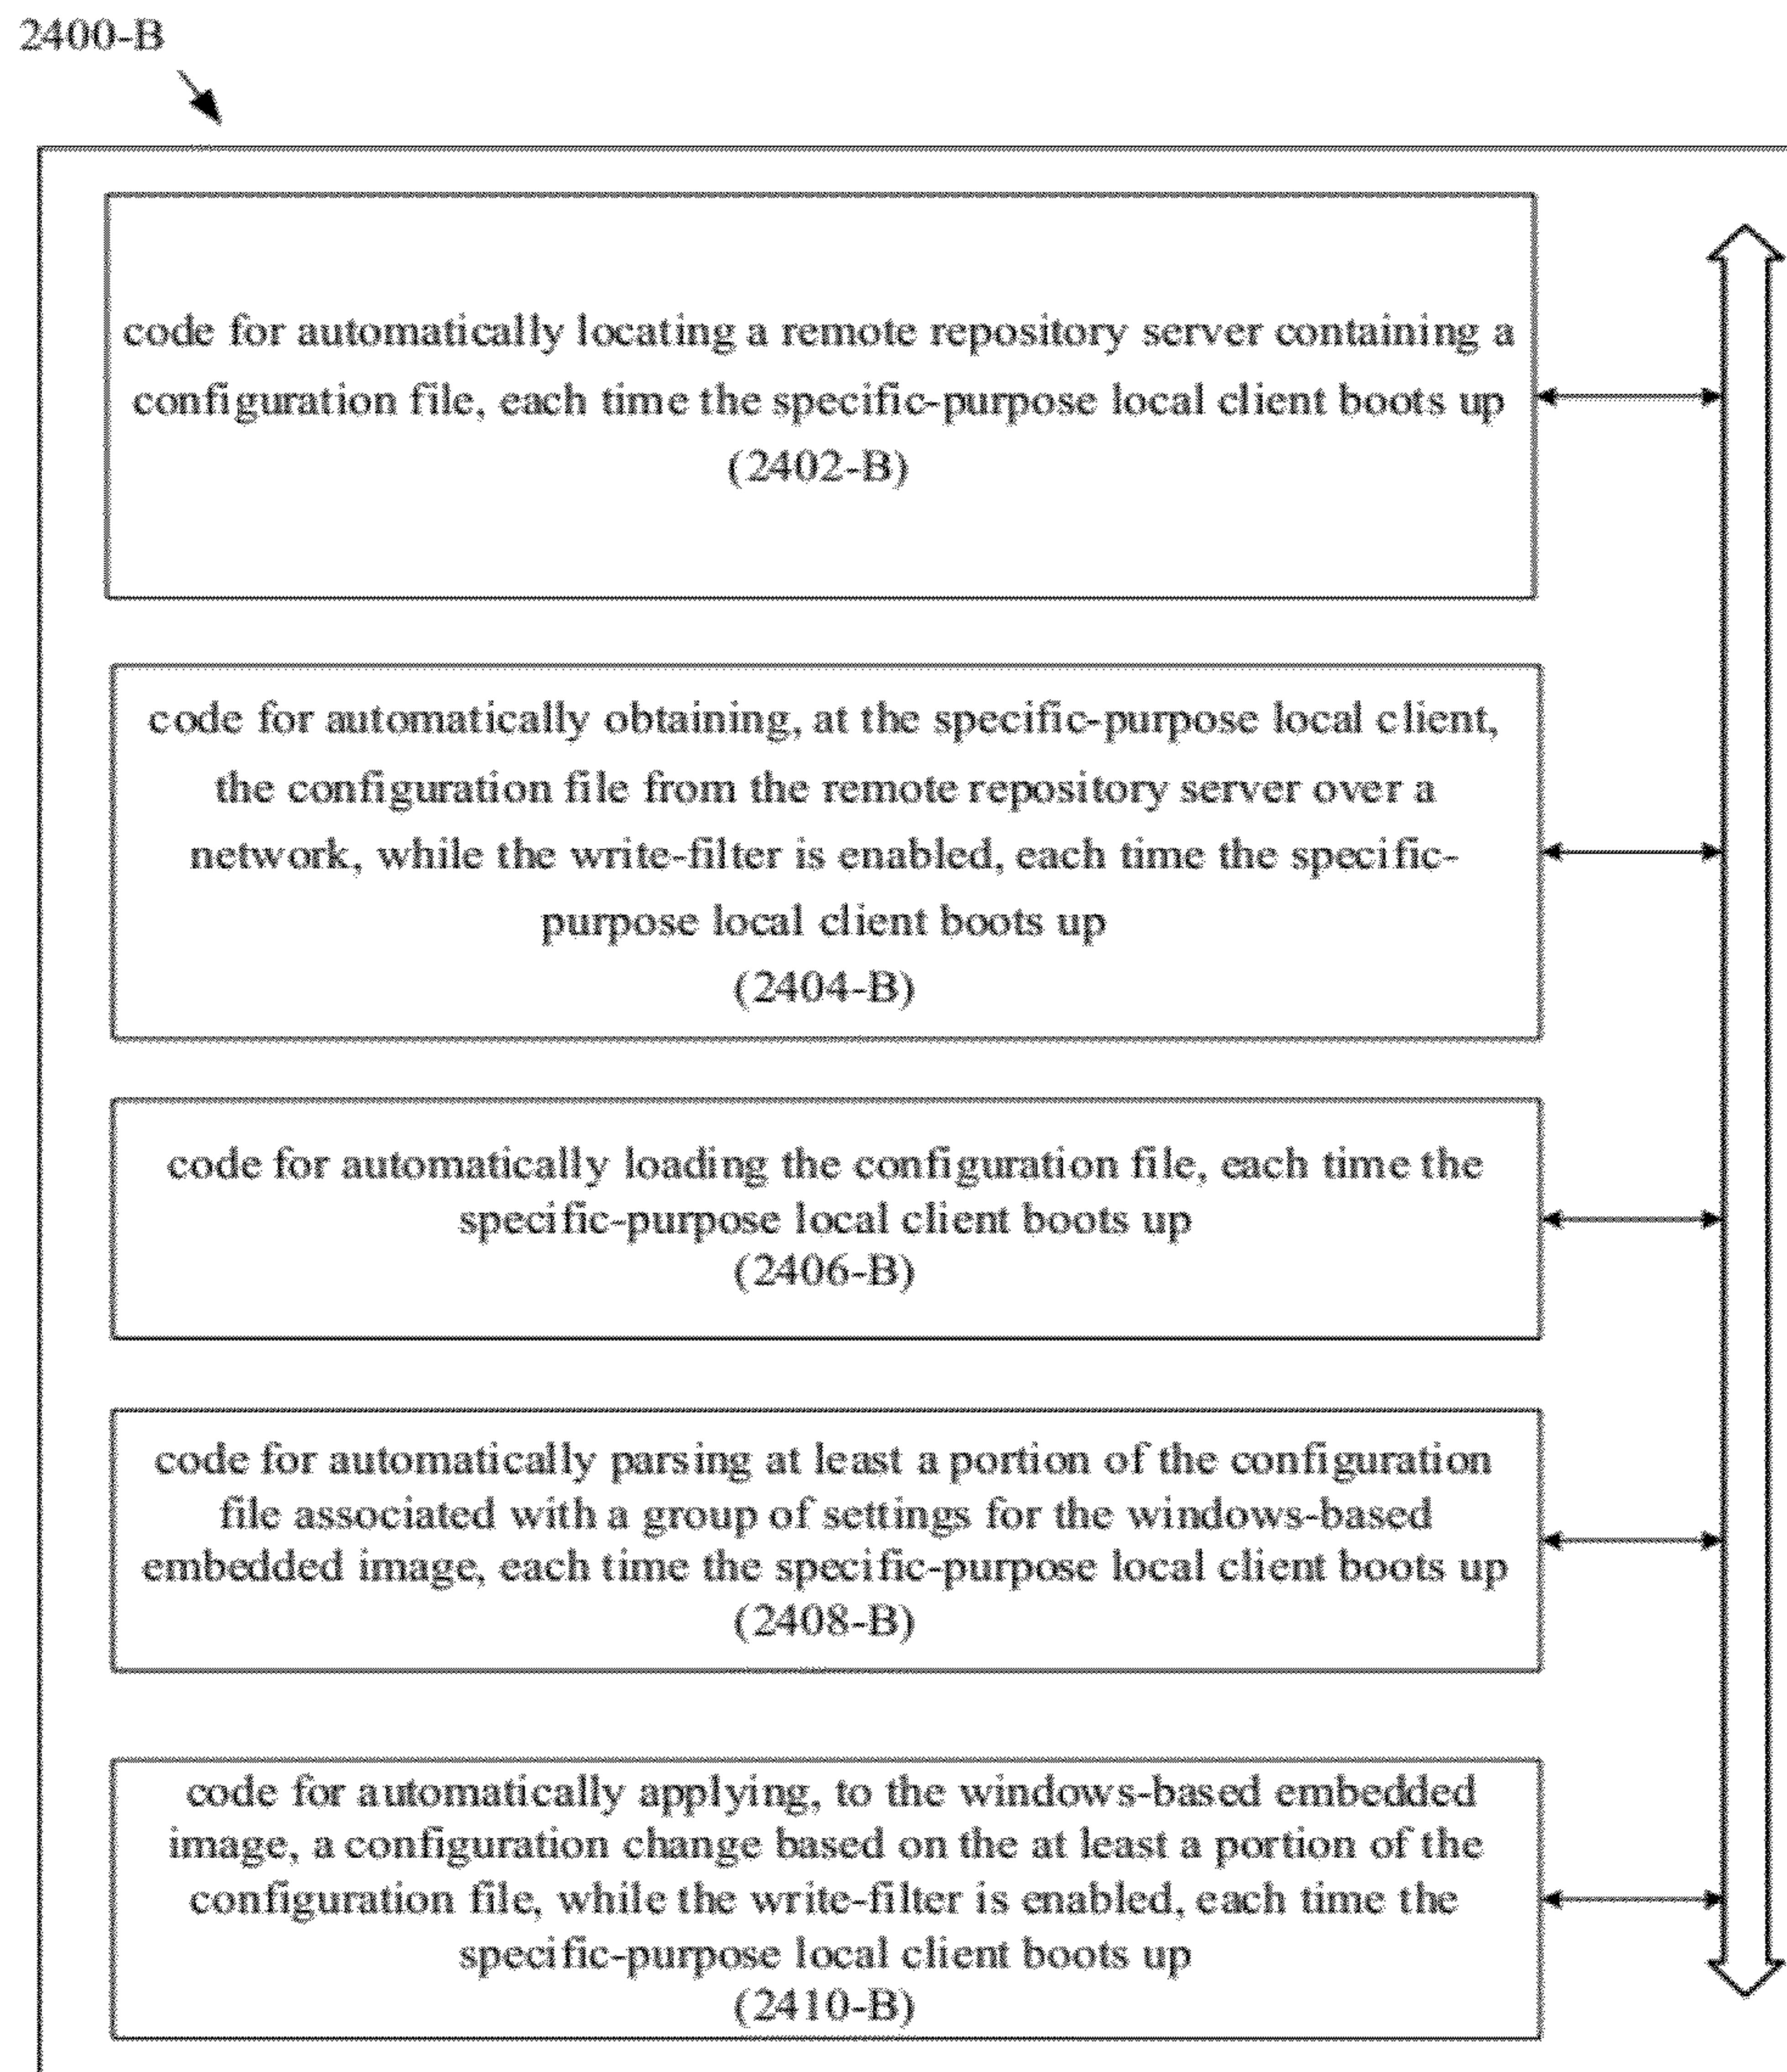 2400-B
code for automatically locating a remote repository server containing a
configuration file, each time the specific-purpose local client boots up
(2402-B)
code for automatically obtaining, at the specific-purpose local client,
the configuration file from the remote repository server over a
network, while the write-filter is enabled, each time the specific-
purpose local client boots up
(2404-B)
code for automatically loading the configuration file, each time the
specific-purpose local client boots up
(2406-B)
code for automatically parsing at least a portion of the configuration
file associated with a group of settings for the windows-based
embedded image, each time the specific-purpose local client boots up
(2408-B)
code for automatically applying, to the windows-based embedded
image, a configuration change based on the at least a portion of the
configuration file, while the write-filter is enabled, each time the
specific-purpose local client boots up
(2410-B)